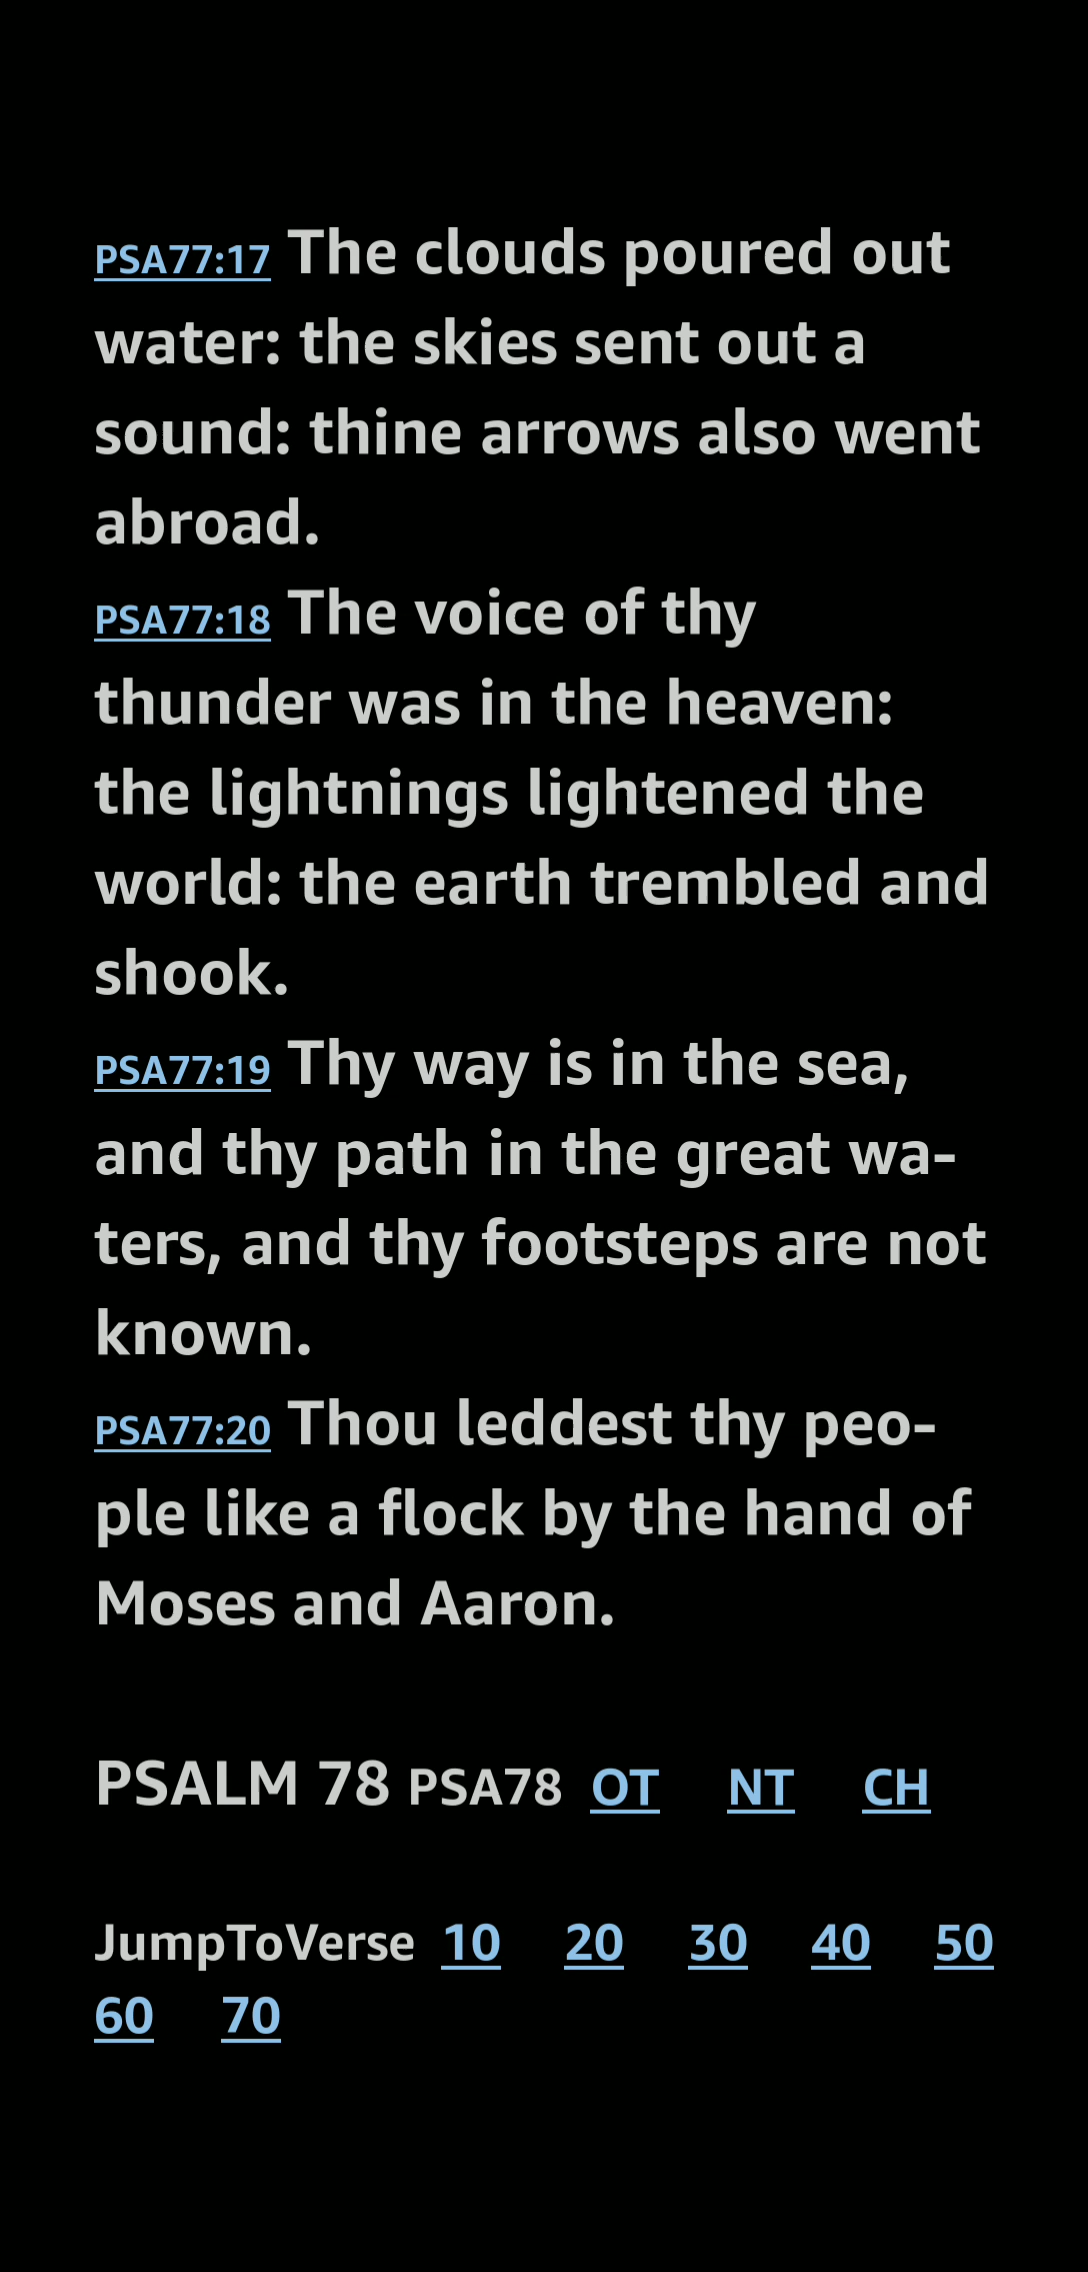 PSA77:17 The clouds poured out
water: the skies sent out a
sound: thine arrows also went
abroad.
PSA77:18 The voice of thy
thunder was in the heaven:
the lightnings lightened the
world: the earth trembled and
shook.
PSA77:19 Thy way is in the sea,
and thy path in the great wa-
ters, and thy footsteps are not
known.
PSA77:20 Thou leddest thy peo-
ple like a flock by the hand of
Moses and Aaron.
PSALM 78 PSA78 OT NT CH
JumpToVerse 10 20 30 40 50
60 70